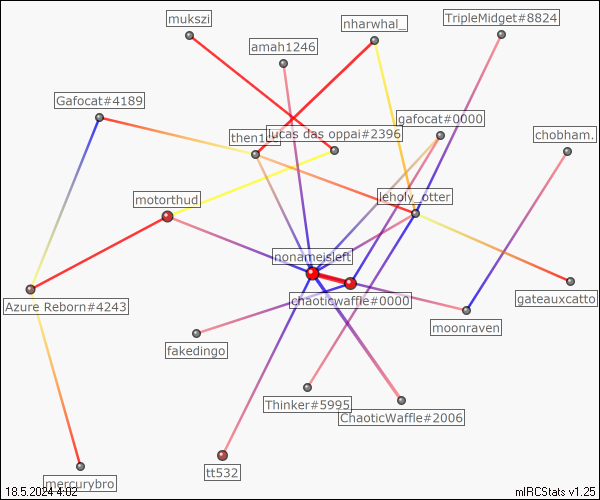 mukszi
nharwhal_
TripleMidget#8824
amah1246
Gafocat#4189
gafocat#0000
lucas das oppai#2396
chobham.
motorthud
leholy_otter
nonameisleft
Azure Reborn#4243
chaoticwaffle#0000
gateauxcatto
moonraven
fakedingo
Thinker#5995
ChaoticWaffle#2006
tt532
mercurybro
18.5.2024 4:02
mIRCStats v1.25